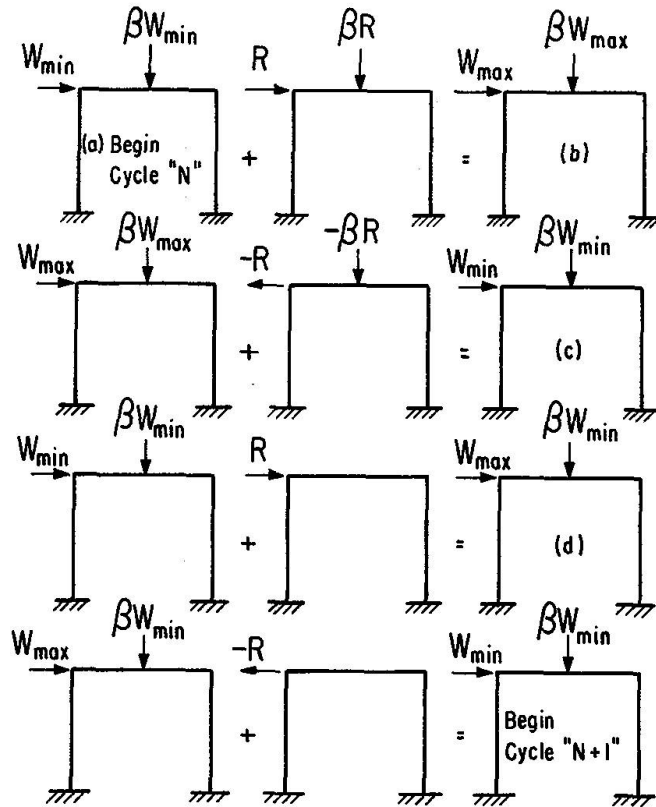 βW_min βR βW_max
W_min R W_max
(a) Begin + = (b)
Cycle "N"
βW_max -βR βW_min
W_max -R W_min
+ = (c)
βW_min βW_min
W_min R W_max
+ = (d)
βW_min βW_min
W_max -R W_min
+ = Begin
Cycle "N+1"